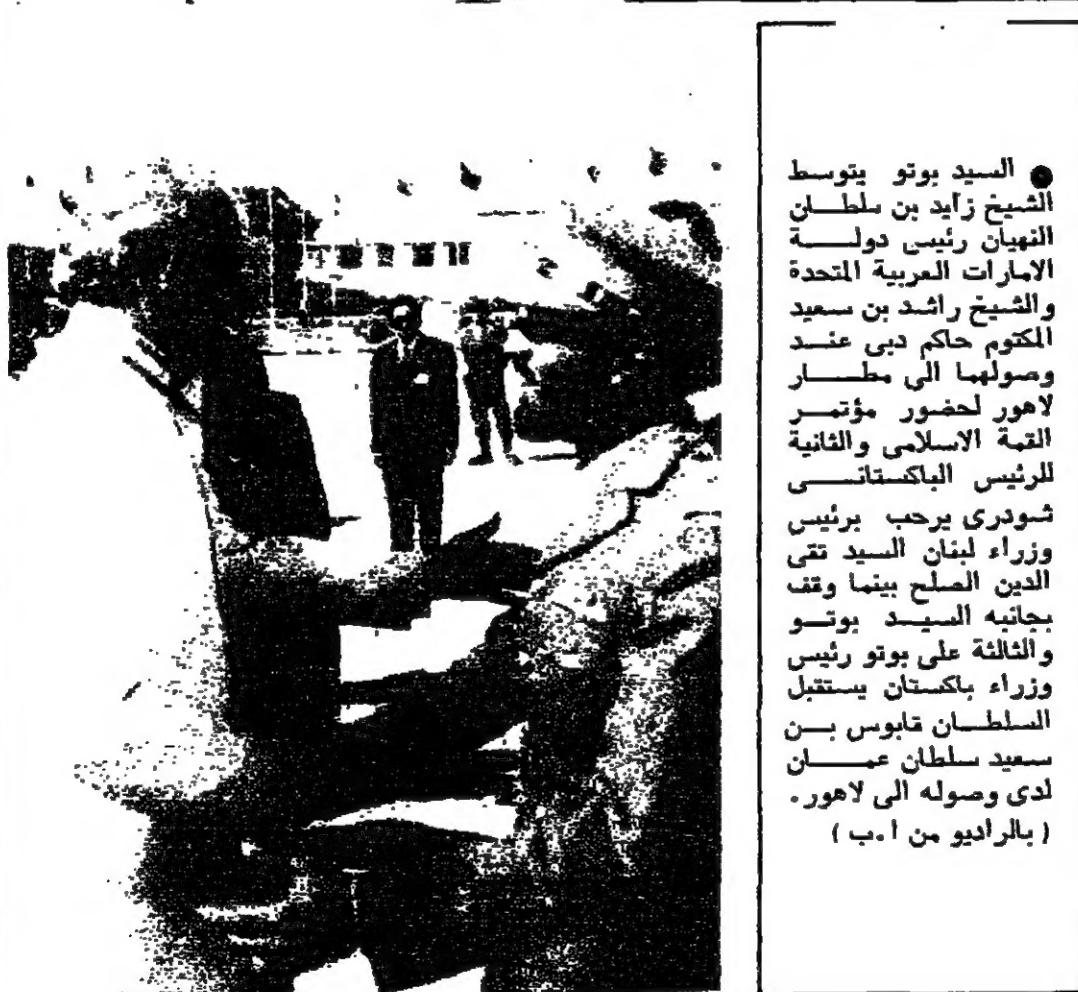 ● السيد بوتو يتوسط
الشيخ زايد بن سلطان
النهيان رئيس دولة
الامارات العربية المتحدة
والشيخ راشد بن سعيد
المكتوم حاكم دبى عند
وصولهما الى مطار
لاهور لحضور مؤتمر
القمة الاسلامى والثانية
للرئيس الباكستانى
شودرى يرحب برئيس
وزراء لبنان السيد تقى
الدين الصلح بينما وقف
بجانبه السيد بوتو
والثالثة على بوتو رئيس
وزراء باكستان يستقبل
السلطان قابوس بن
سعيد سلطان عمان
لدى وصوله الى لاهور.
( بالراديو من ا.ب )